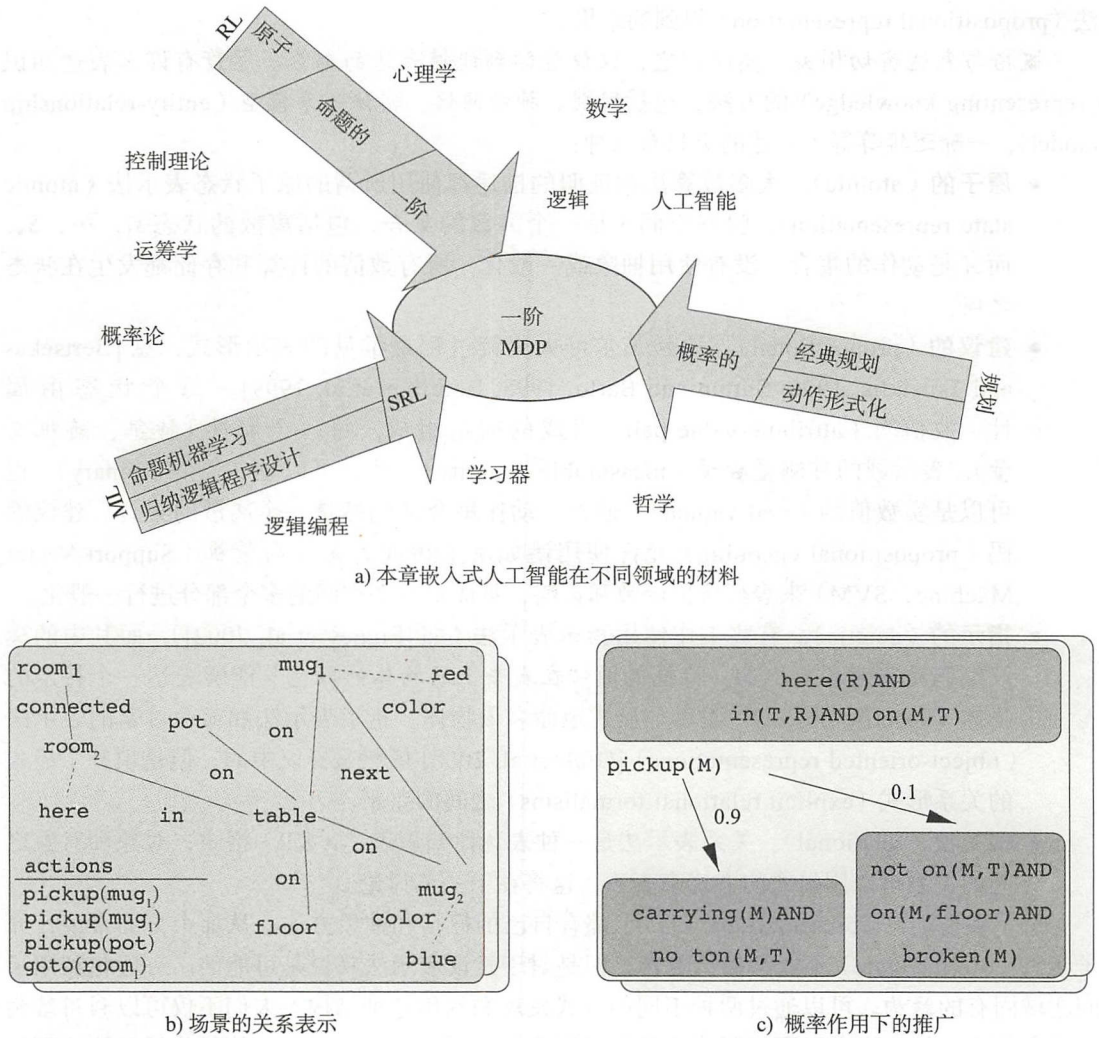 RL
原子
命题的
一阶
心理学
数学
控制理论
逻辑
人工智能
运筹学
概率论
一阶
MDP
概率的
经典规划
动作形式化
规划
SRL
命题机器学习
归纳逻辑程序设计
ML
学习器
哲学
逻辑编程
a) 本章嵌入式人工智能在不同领域的材料
room1
connected
room2
here
mug1
red
color
pot
on
on
next
in
table
on
on
mug2
color
floor
blue
actions
pickup(mug1)
pickup(mug1)
pickup(pot)
goto(room1)
b) 场景的关系表示
here(R)AND
in(T,R)AND on(M,T)
pickup(M)
0.1
0.9
carrying(M)AND
no ton(M,T)
not on(M,T)AND
on(M,floor)AND
broken(M)
c) 概率作用下的推广